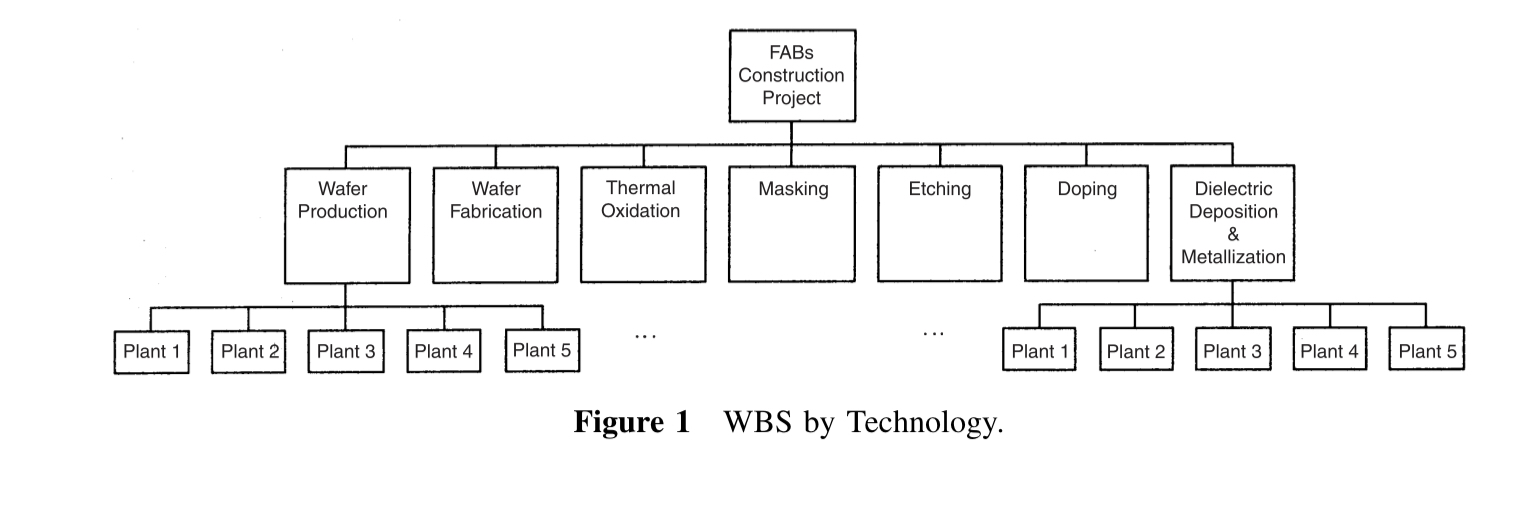 FABs
Construction
Project
Wafer
Production
Wafer
Fabrication
Thermal
Oxidation
Masking
Etching
Doping
Dielectric
Deposition
&
Metallization
Plant 1
Plant 2
Plant 3
Plant 4
Plant 5
...
...
Plant 1
Plant 2
Plant 3
Plant 4
Plant 5
Figure 1 WBS by Technology.